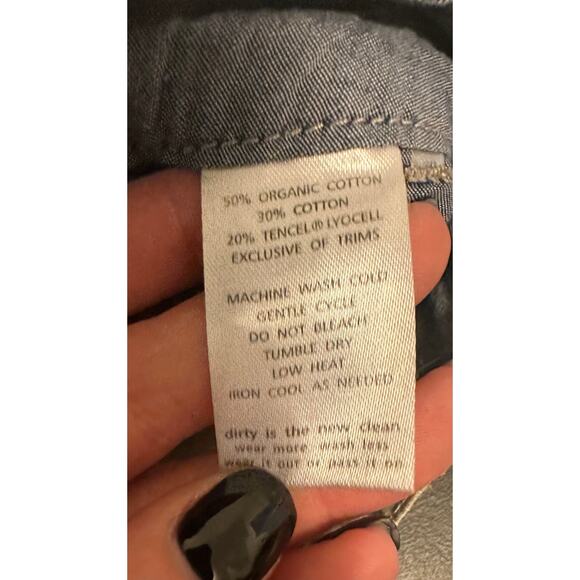 50% ORGANIC COTTON
30% COTTON
20% TENCEL® LYOCELL
EXCLUSIVE OF TRIMS
MACHINE WASH COLD
GENTLE CYCLE
DO NOT BLEACH
TUMBLE DRY
LOW HEAT
IRON COOL AS NEEDED
dirty is the new clean
wear more wash less
wear it out or pass it on